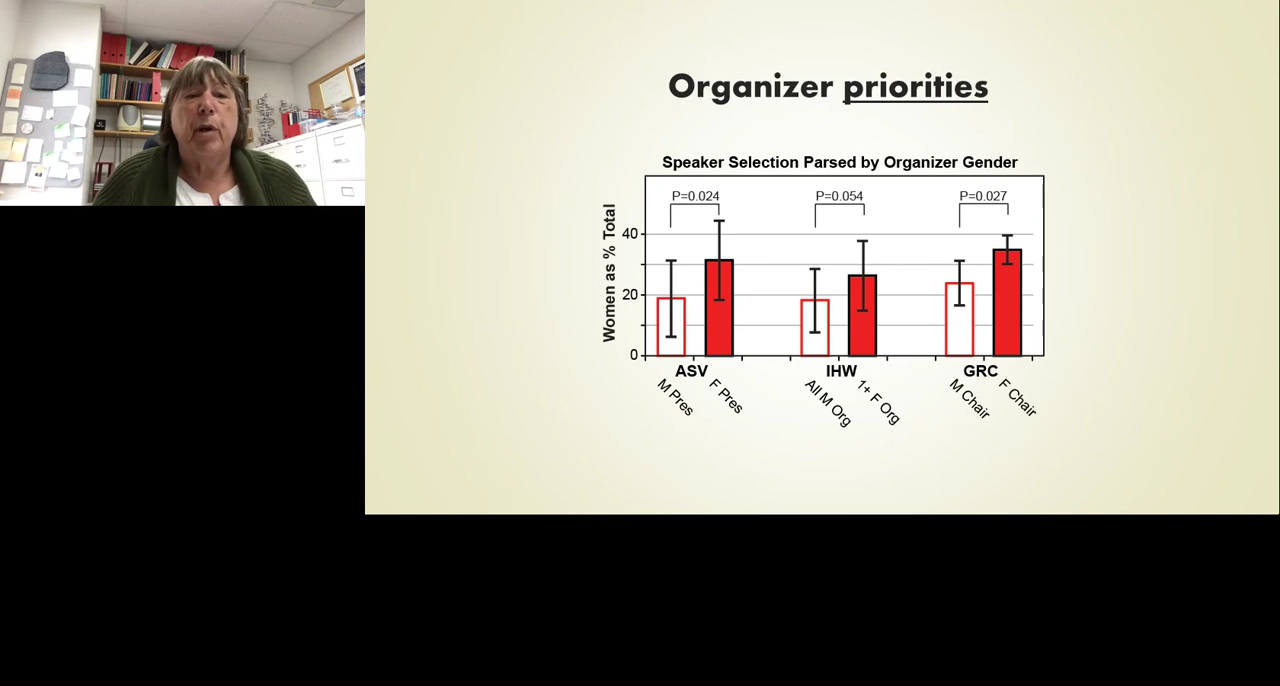 Organizer priorities
Speaker Selection Parsed by Organizer Gender
P=0.024 P=0.054 P=0.027
Women as % Total
40
20
0
ASV IHW GRC
M Pres F Pres All M Org 1+ F Org M Chair F Chair